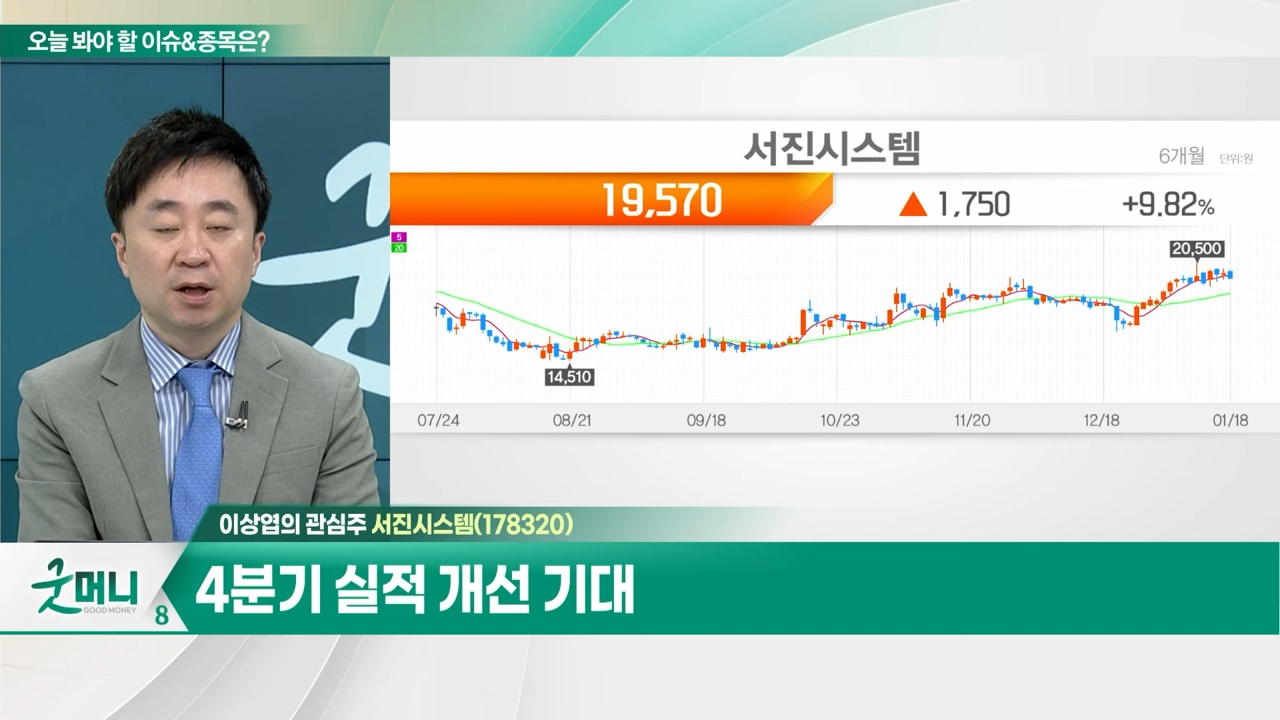 오늘 봐야 할 이슈&종목은?
서진시스템
6개월 단위:원
19,570 ▲ 1,750 +9.82%
5
20
20,500
14,510
07/24 08/21 09/18 10/23 11/20 12/18 01/18
이상엽의 관심주 서진시스템(178320)
굿머니
GOOD MONEY
8
4분기 실적 개선 기대